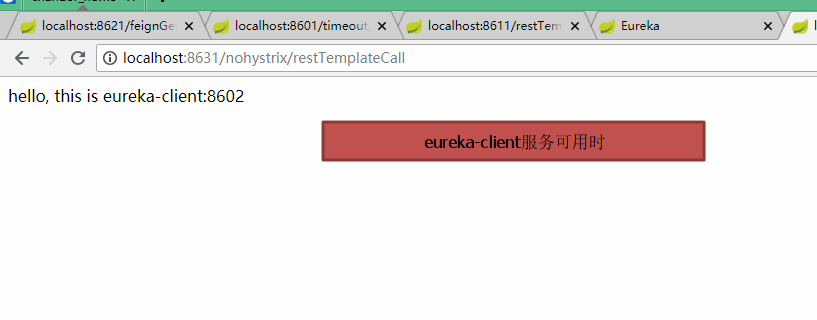 localhost:8621/feignGe
localhost:8601/timeout
localhost:8611/restTem
Eureka
localhost:8631/nohystrix/restTemplateCall
hello, this is eureka-client:8602
eureka-client服务可用时